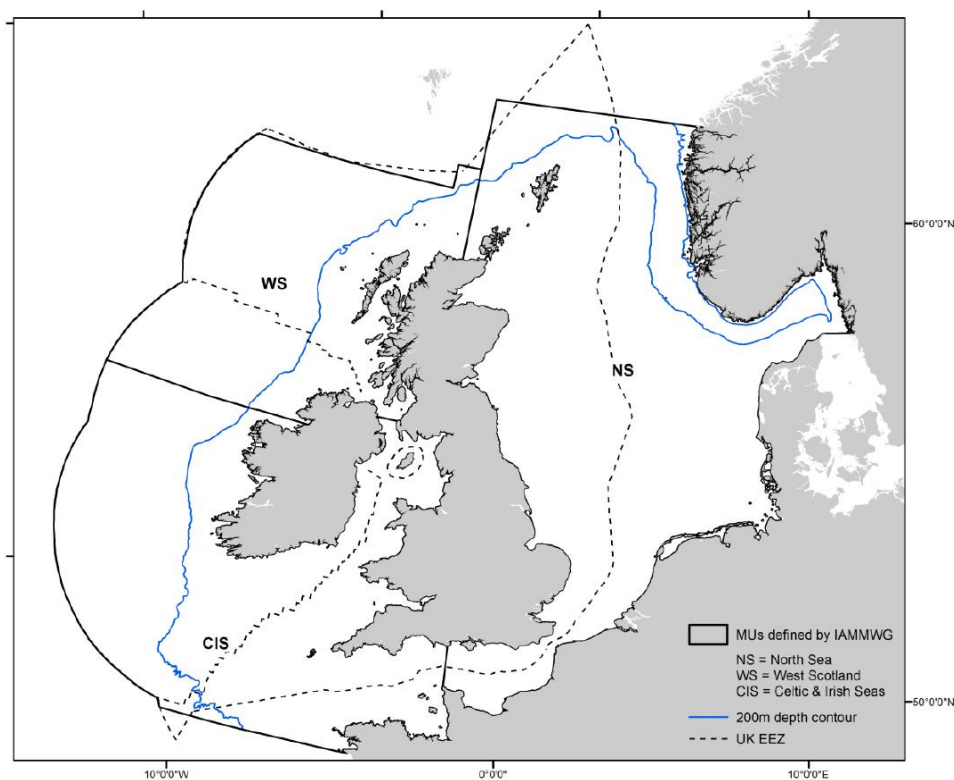 60°0'0"N
WS
NS
CIS
MUs defined by IAMMWG
NS = North Sea
WS = West Scotland
CIS = Celtic & Irish Seas
200m depth contour
UK EEZ
50°0'0"N
10°0'0"W
0°0'0"
10°0'0"E